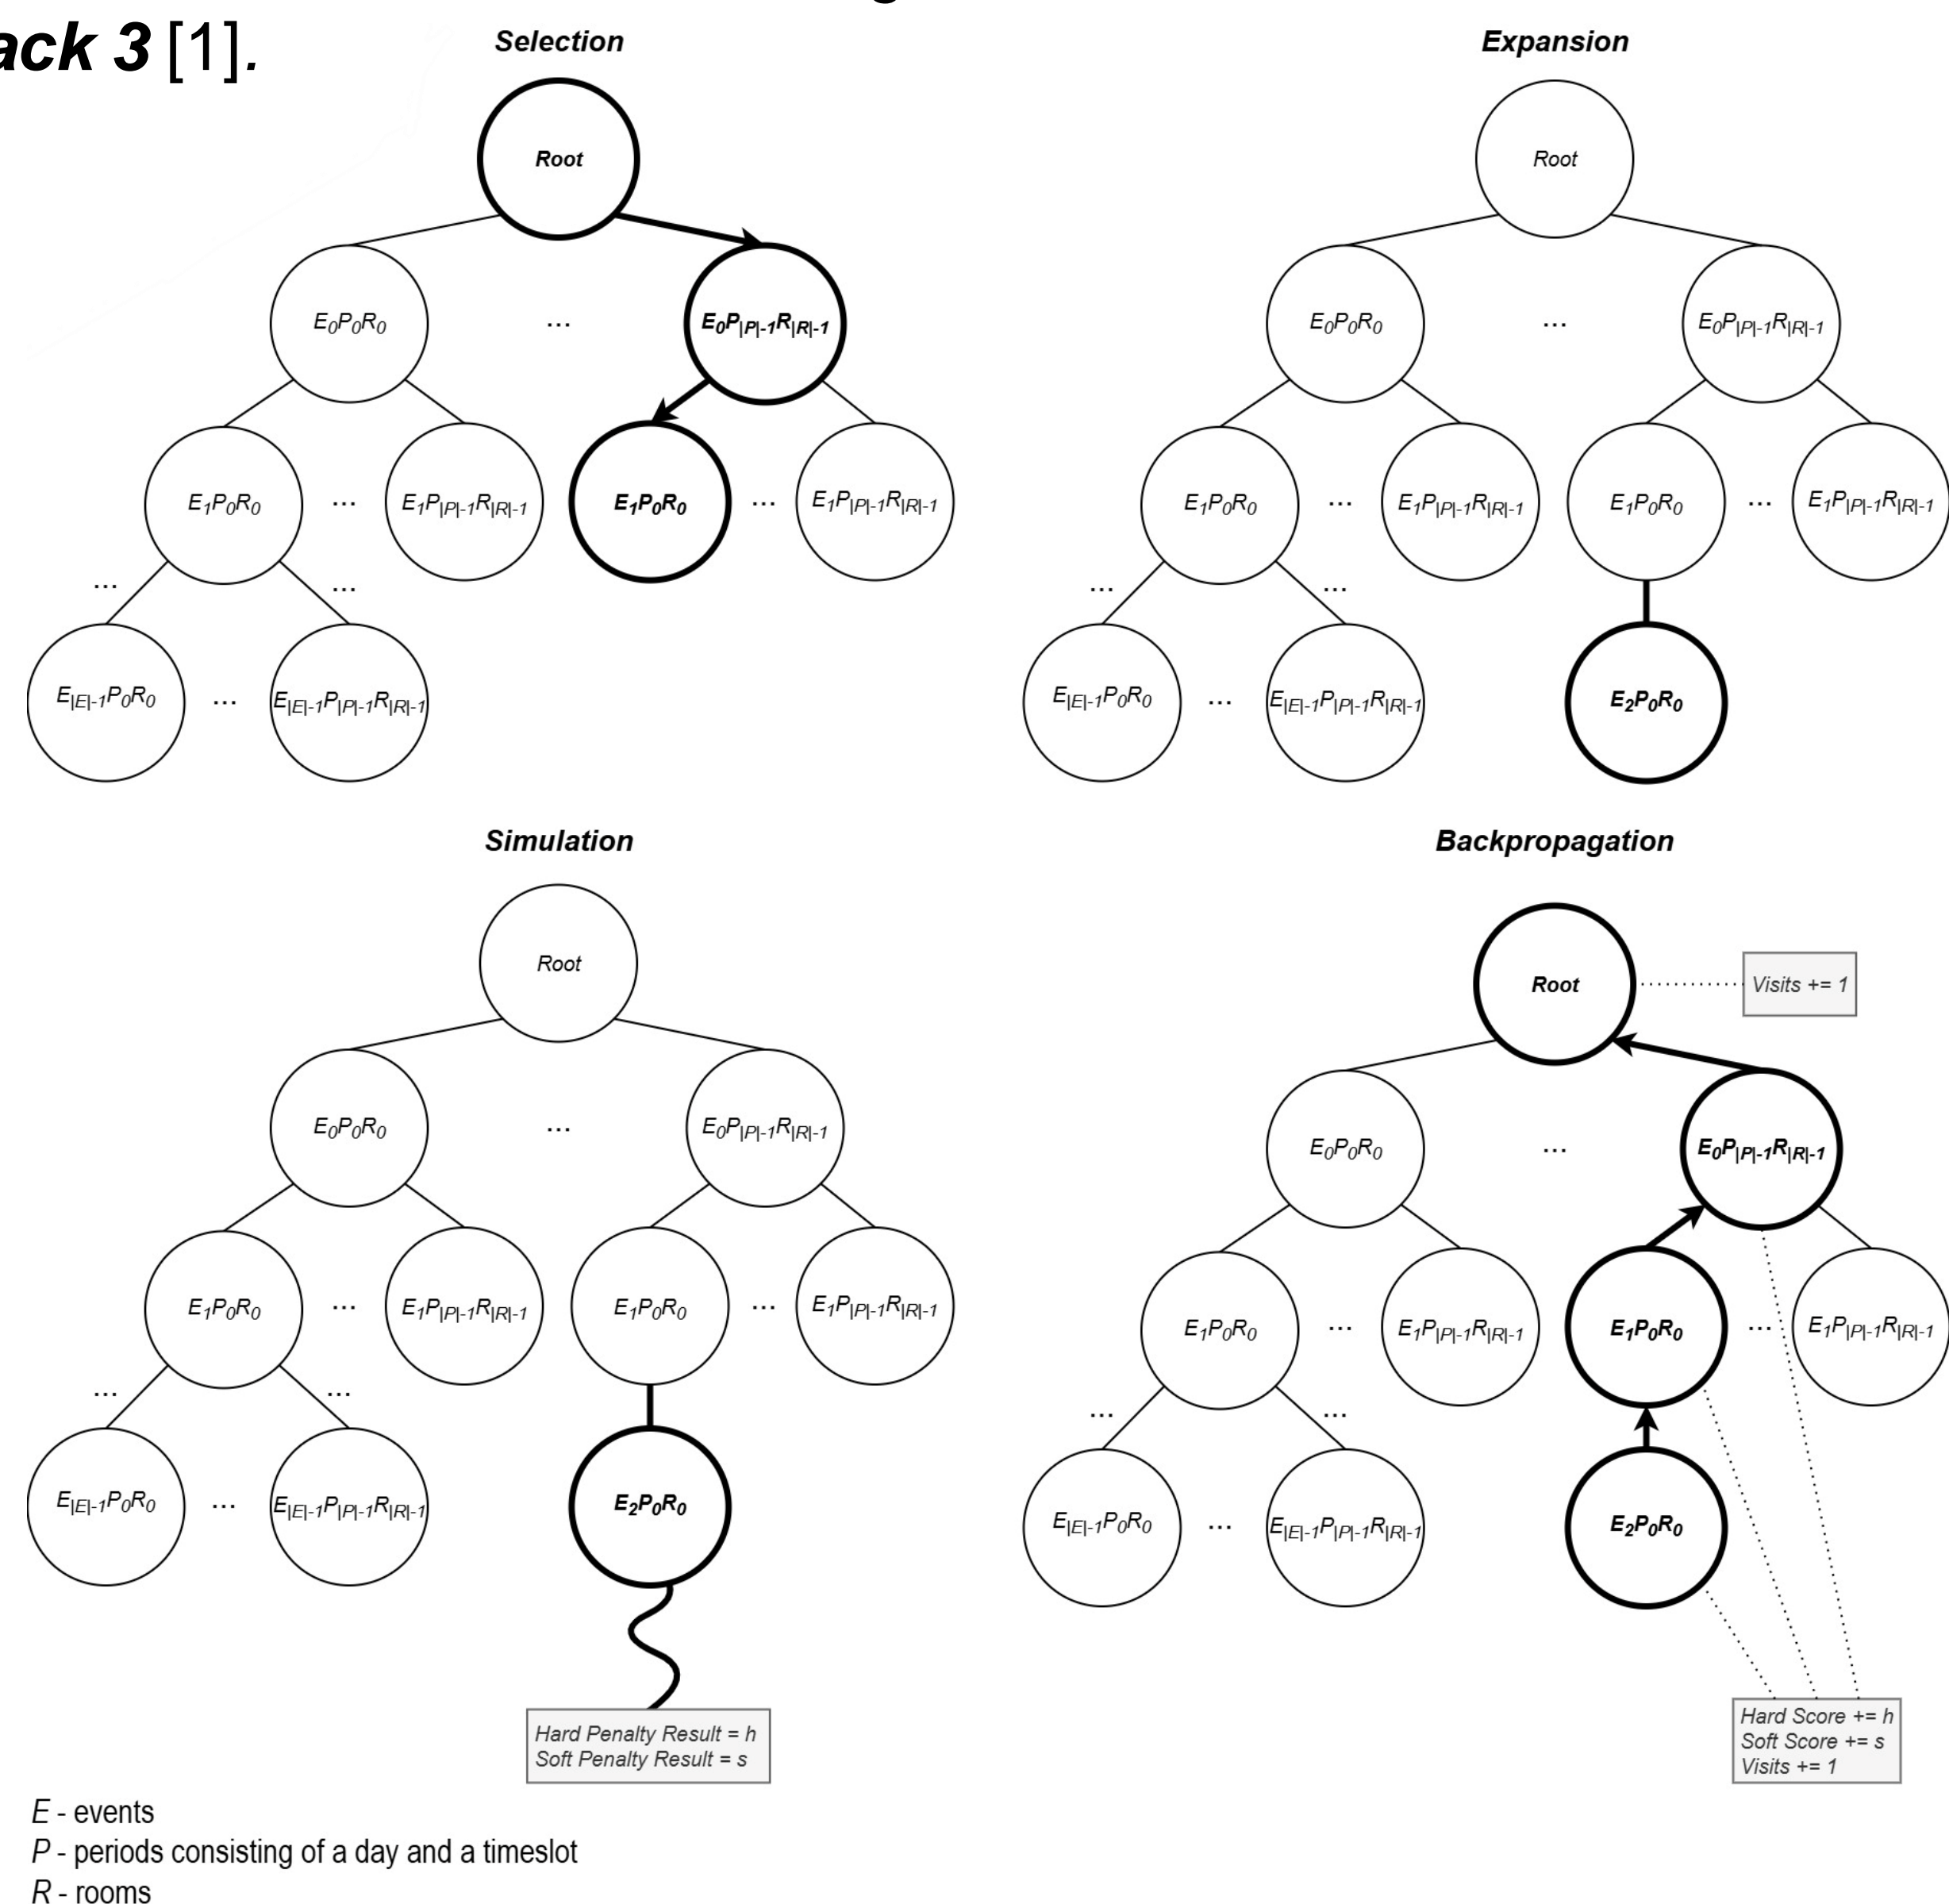 ack 3 [1].
Selection
Root
E₀P₀R₀ ... E₀P|P|-1R|R|-1
E₁P₀R₀ ... E₁P|P|-1R|R|-1 E₁P₀R₀ ... E₁P|P|-1R|R|-1
... ...
E|E|-1P₀R₀ ... E|E|-1P|P|-1R|R|-1
Expansion
Root
E₀P₀R₀ ... E₀P|P|-1R|R|-1
E₁P₀R₀ ... E₁P|P|-1R|R|-1 E₁P₀R₀ ... E₁P|P|-1R|R|-1
... ...
E|E|-1P₀R₀ ... E|E|-1P|P|-1R|R|-1 E₂P₀R₀
Simulation
Root
E₀P₀R₀ ... E₀P|P|-1R|R|-1
E₁P₀R₀ ... E₁P|P|-1R|R|-1 E₁P₀R₀ ... E₁P|P|-1R|R|-1
... ...
E|E|-1P₀R₀ ... E|E|-1P|P|-1R|R|-1 E₂P₀R₀
Hard Penalty Result = h
Soft Penalty Result = s
Backpropagation
Root Visits += 1
E₀P₀R₀ ... E₀P|P|-1R|R|-1
E₁P₀R₀ ... E₁P|P|-1R|R|-1 E₁P₀R₀ ... E₁P|P|-1R|R|-1
... ...
E|E|-1P₀R₀ ... E|E|-1P|P|-1R|R|-1 E₂P₀R₀
Hard Score += h
Soft Score += s
Visits += 1
E - events
P - periods consisting of a day and a timeslot
R - rooms